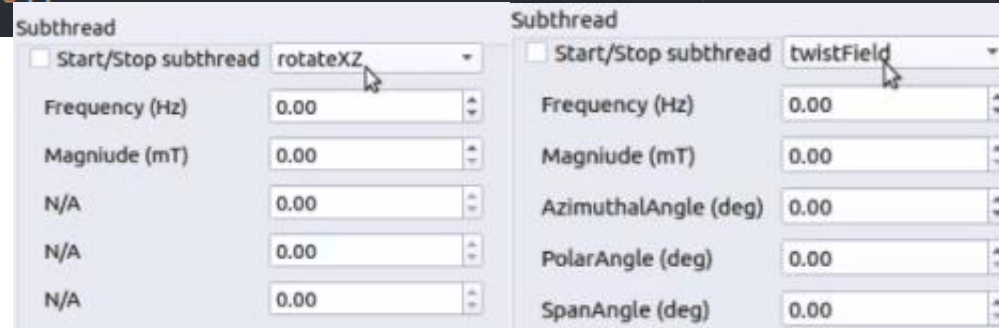 Subthread
Start/Stop subthread rotateXZ
Frequency (Hz) 0.00
Magniude (mT) 0.00
N/A 0.00
N/A 0.00
N/A 0.00
Subthread
Start/Stop subthread twistField
Frequency (Hz) 0.00
Magniude (mT) 0.00
AzimuthalAngle (deg) 0.00
PolarAngle (deg) 0.00
SpanAngle (deg) 0.00